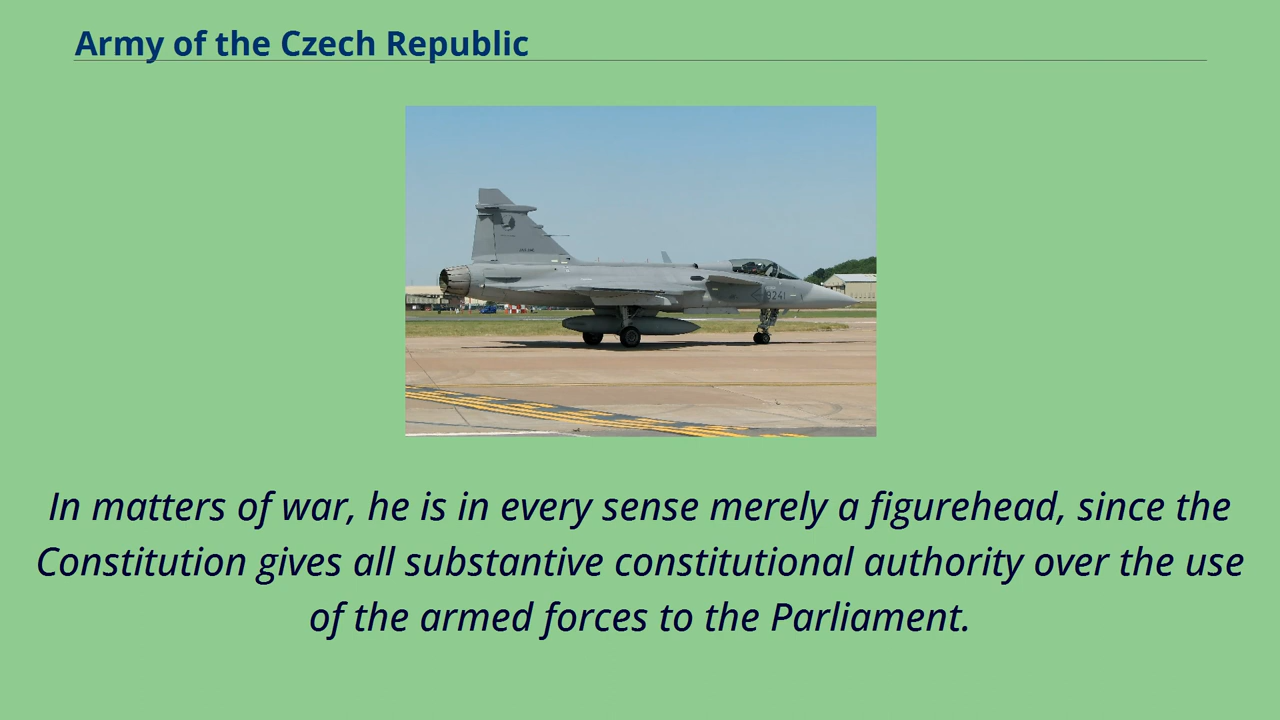 Army of the Czech Republic
9241
In matters of war, he is in every sense merely a figurehead, since the
Constitution gives all substantive constitutional authority over the use
of the armed forces to the Parliament.